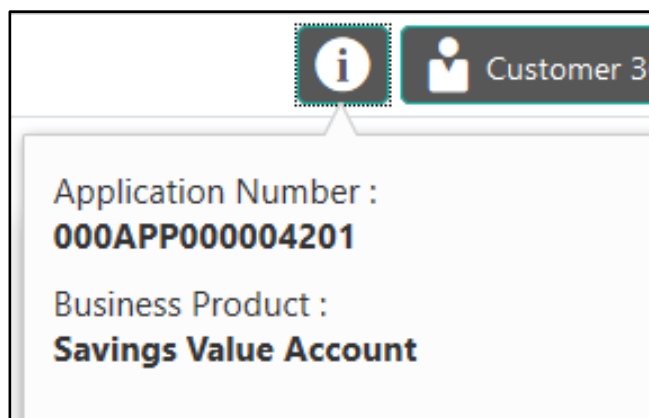 Customer 3
Application Number :
000APP000004201
Business Product :
Savings Value Account